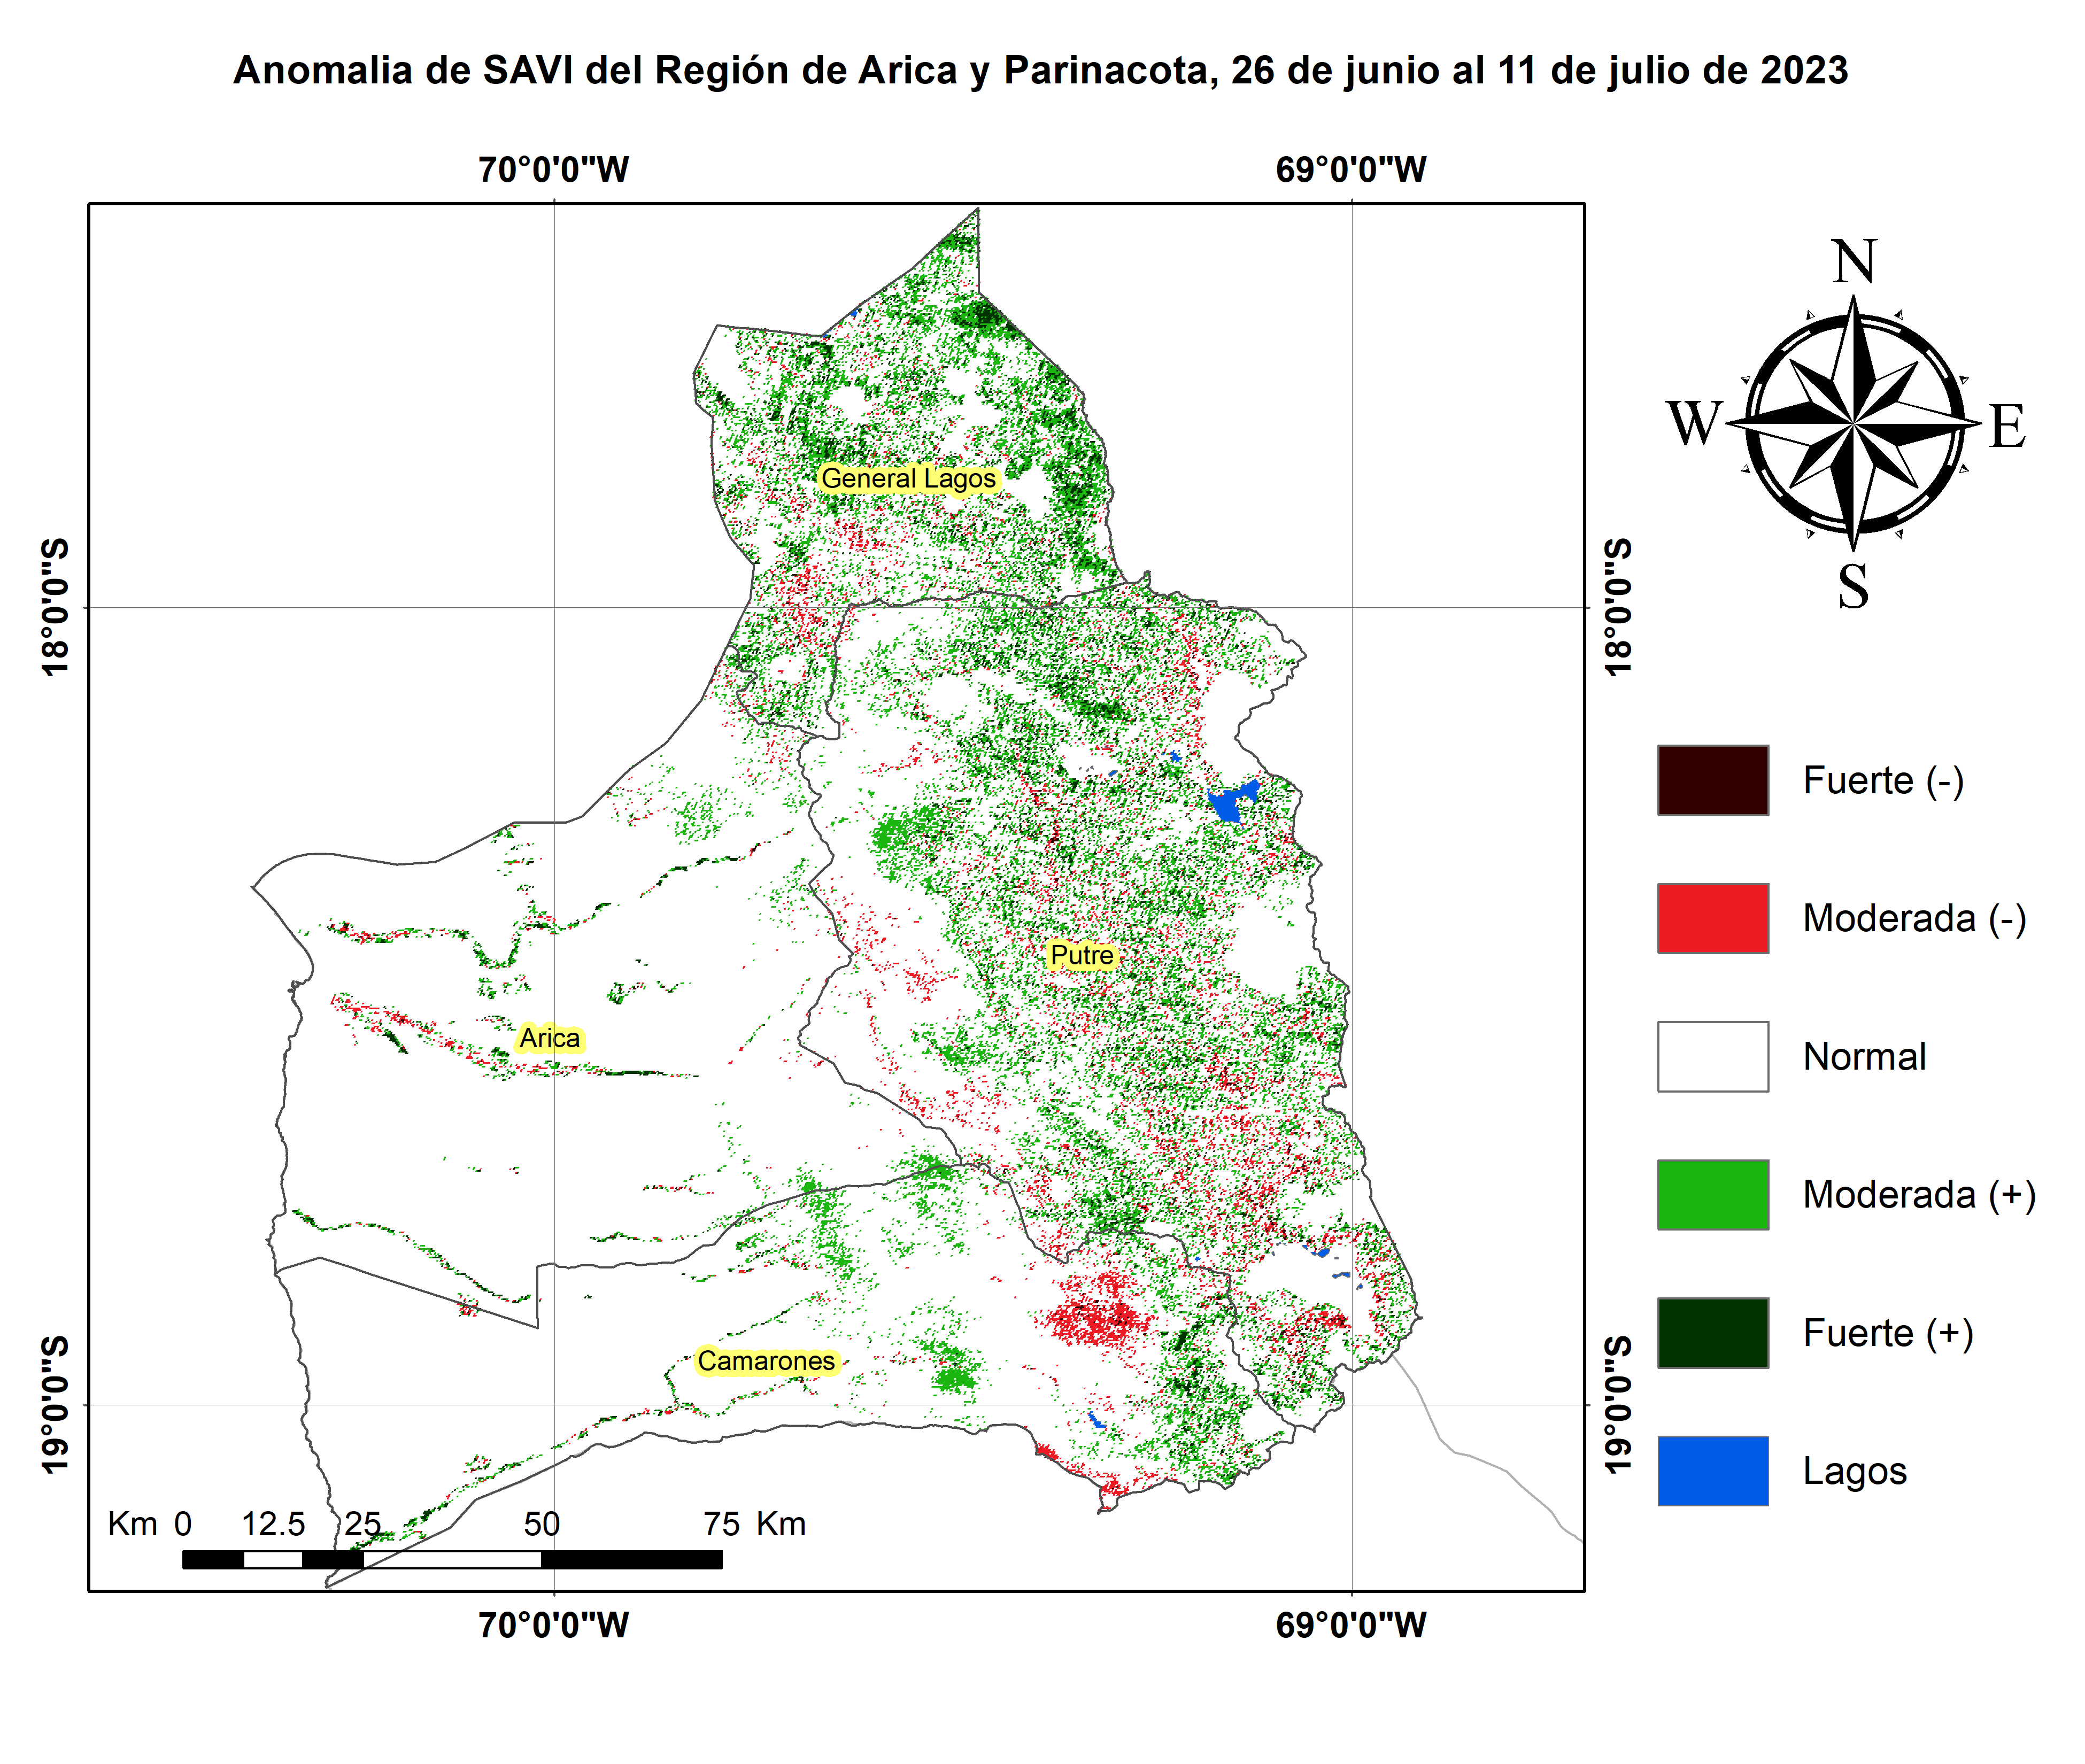 Anomalia de SAVI del Región de Arica y Parinacota, 26 de junio al 11 de julio de 2023
70°0'0"W
69°0'0"W
N
W
E
S
General Lagos
18°0'0"S
18°0'0"S
Fuerte (-)
Moderada (-)
Putre
Arica
Normal
Moderada (+)
Fuerte (+)
Camarones
19°0'0"S
19°0'0"S
Lagos
Km 0 12.5 25 50 75 Km
70°0'0"W
69°0'0"W